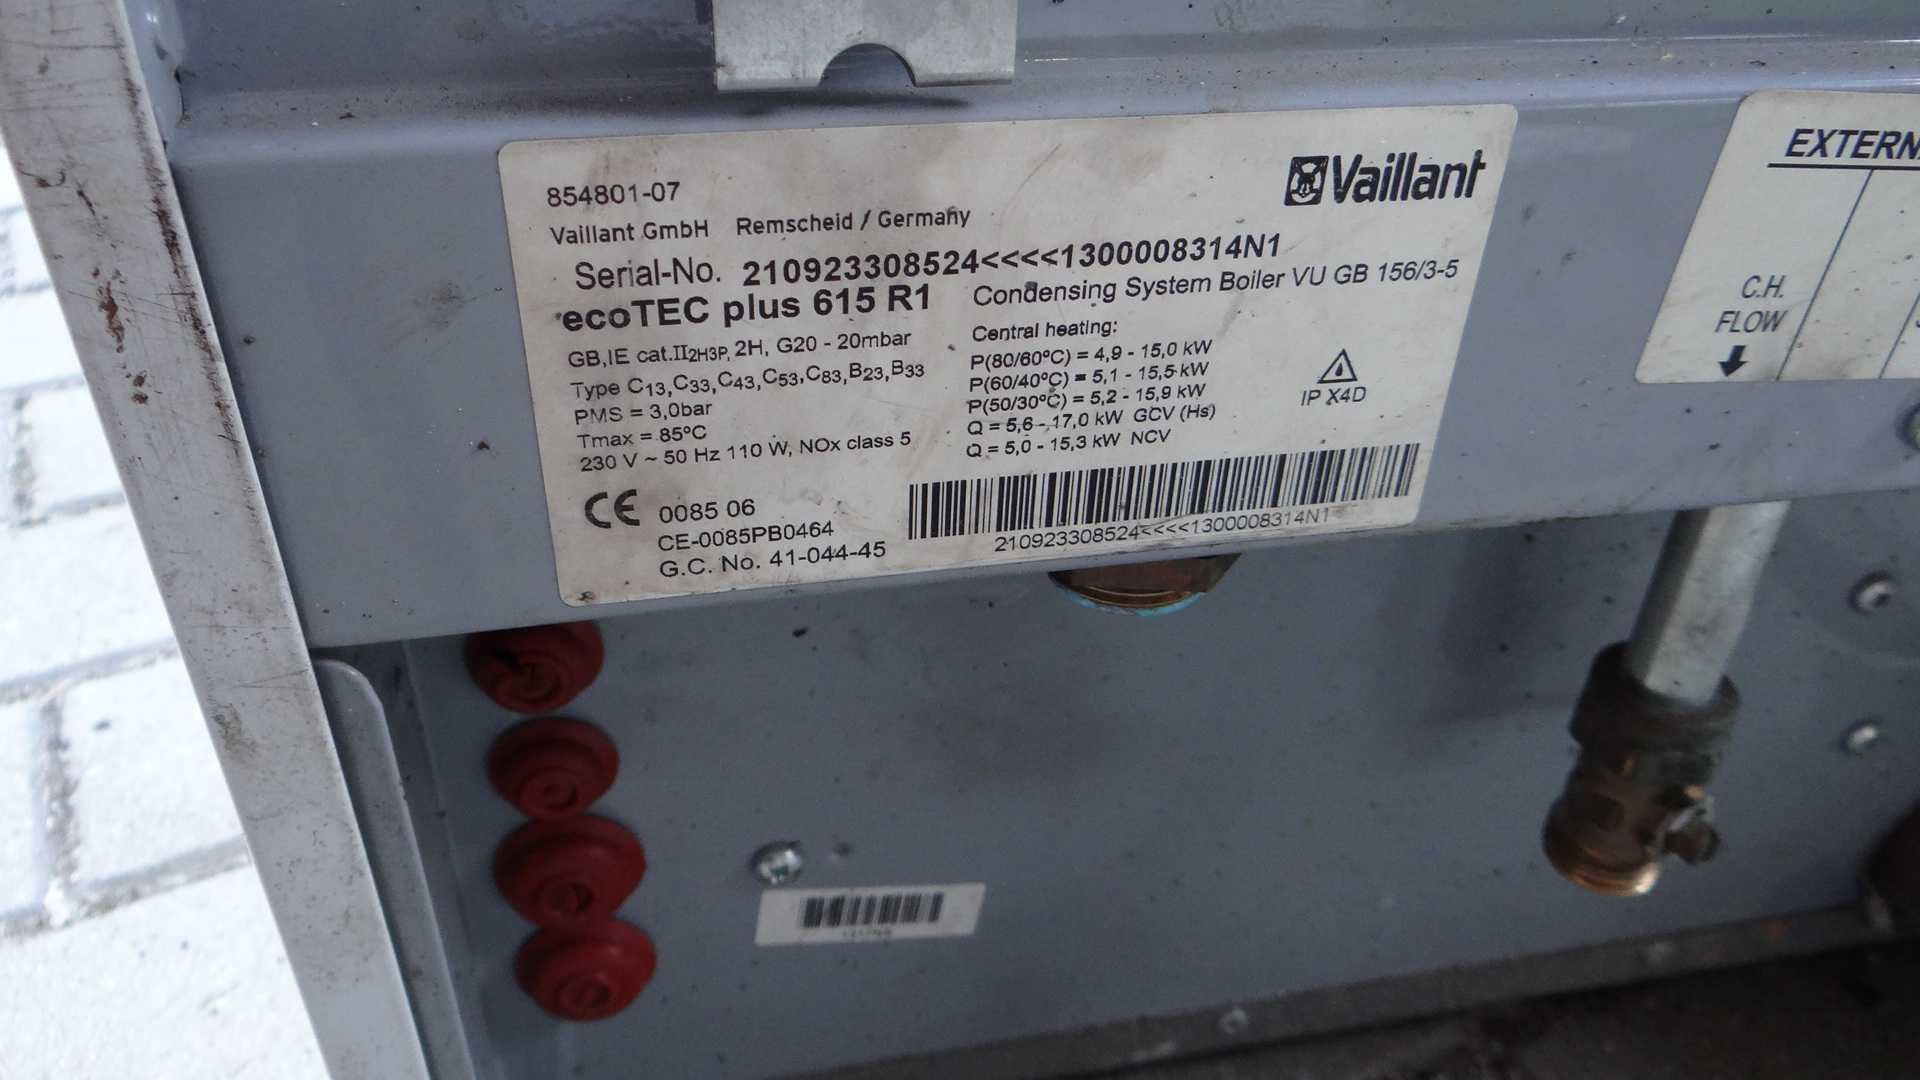 Vaillant
854801-07
Vaillant GmbH Remscheid / Germany
Serial-No. 210923308524<<<<1300008314N1
ecoTEC plus 615 R1 Condensing System Boiler VU GB 156/3-5
GB,IE cat.II2H3P, 2H, G20 - 20mbar
Type C13,C33,C43,C53,C83,B23,B33
PMS = 3,0bar
Tmax = 85°C
230 V ~ 50 Hz 110 W, NOx class 5
Central heating:
P(80/60°C) = 4,9 - 15,0 kW
P(60/40°C) = 5,1 - 15,5 kW
P(50/30°C) = 5,2 - 15,9 kW
Q = 5,6 - 17,0 kW GCV (Hs)
Q = 5,0 - 15,3 kW NCV
IP X4D
CE 0085 06
CE-0085PB0464
G.C. No. 41-044-45
210923308524<<<<1300008314N1
EXTERN
C.H.
FLOW